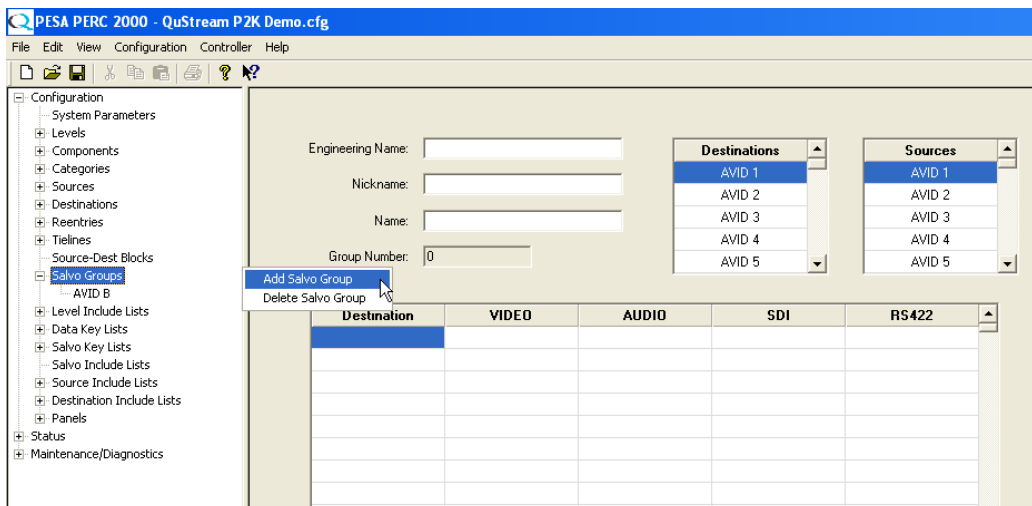 PESA PERC 2000 - QuStream P2K Demo.cfg
File Edit View Configuration Controller Help
Configuration
System Parameters
Levels
Components
Categories
Sources
Destinations
Reentries
Tielines
Source-Dest Blocks
Salvo Groups
AVID B
Level Include Lists
Data Key Lists
Salvo Key Lists
Salvo Include Lists
Source Include Lists
Destination Include Lists
Panels
Status
Maintenance/Diagnostics
Add Salvo Group
Delete Salvo Group
Engineering Name:
Nickname:
Name:
Group Number: 0
Destinations
AVID 1
AVID 2
AVID 3
AVID 4
AVID 5
Sources
AVID 1
AVID 2
AVID 3
AVID 4
AVID 5
Destination VIDEO AUDIO SDI RS422